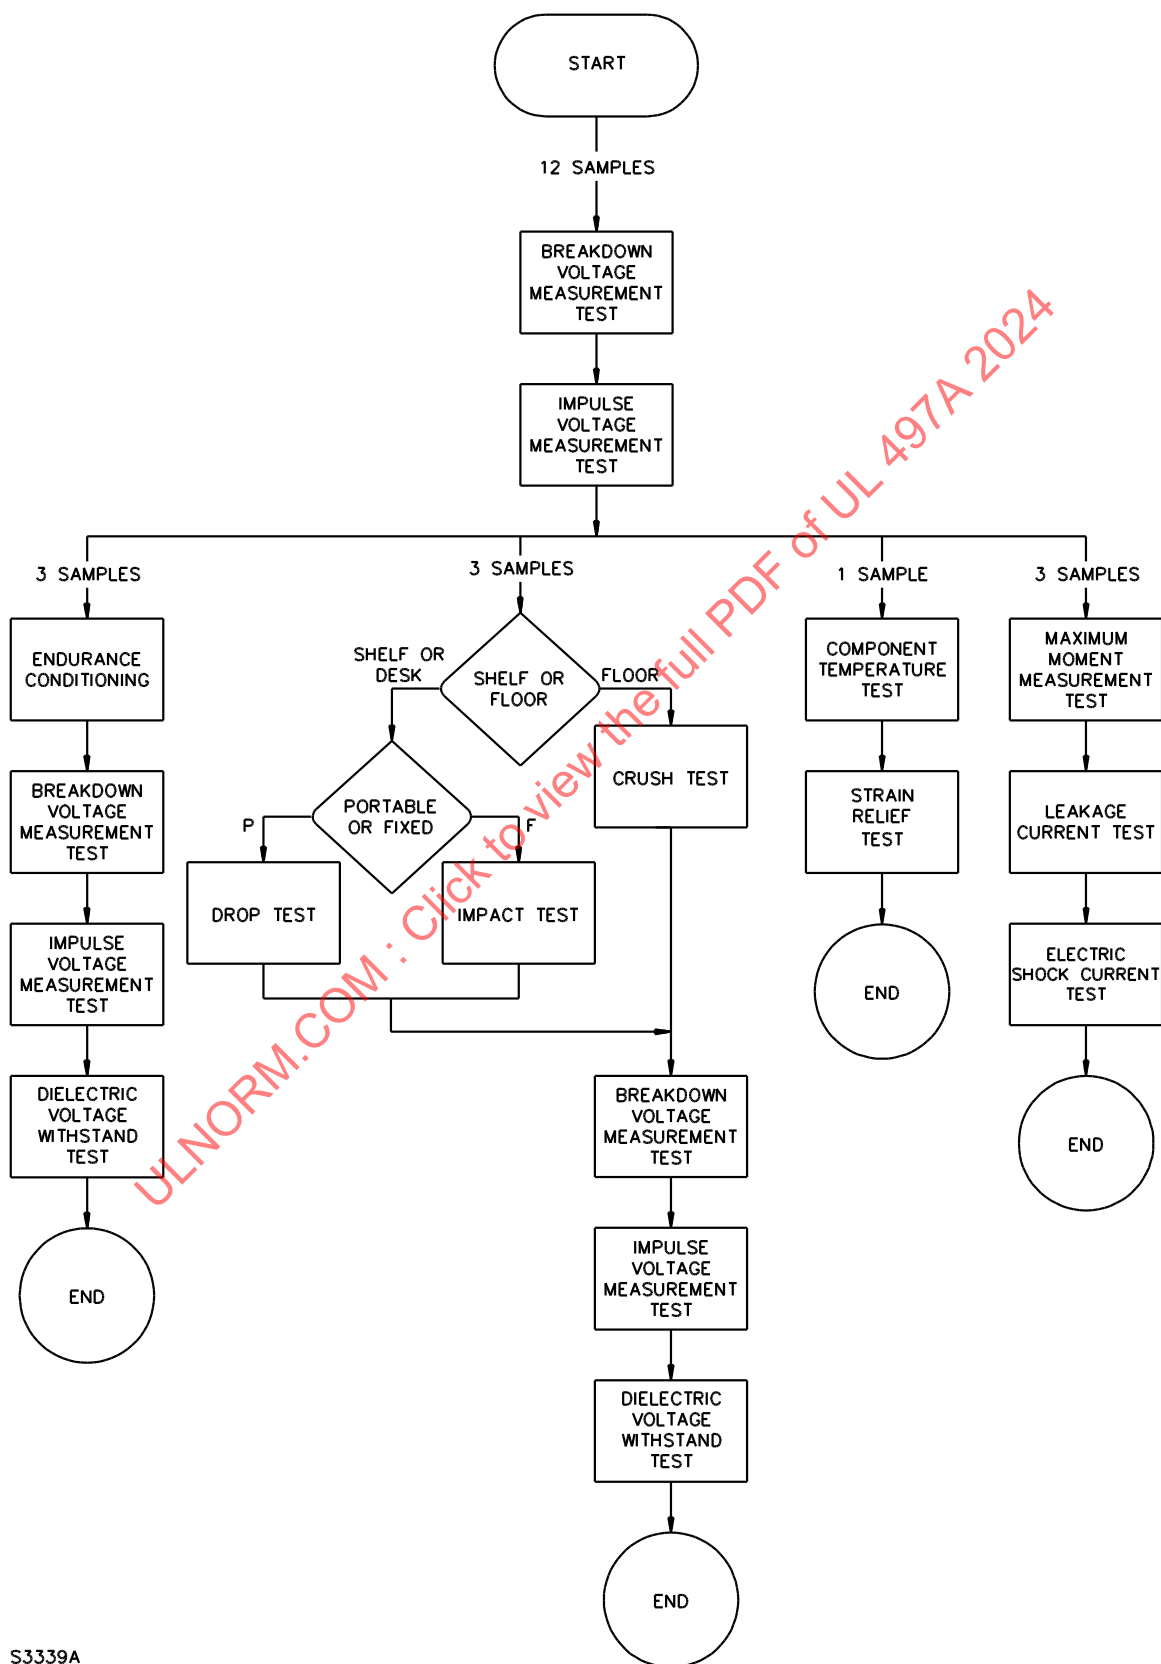 START
12 SAMPLES
BREAKDOWN
VOLTAGE
MEASUREMENT
TEST
IMPULSE
VOLTAGE
MEASUREMENT
TEST
3 SAMPLES
ENDURANCE
CONDITIONING
BREAKDOWN
VOLTAGE
MEASUREMENT
TEST
IMPULSE
VOLTAGE
MEASUREMENT
TEST
DIELECTRIC
VOLTAGE
WITHSTAND
TEST
END
3 SAMPLES
SHELF OR
FLOOR
SHELF OR
DESK
FLOOR
PORTABLE
OR FIXED
P
F
DROP TEST
IMPACT TEST
CRUSH TEST
BREAKDOWN
VOLTAGE
MEASUREMENT
TEST
IMPULSE
VOLTAGE
MEASUREMENT
TEST
DIELECTRIC
VOLTAGE
WITHSTAND
TEST
END
1 SAMPLE
COMPONENT
TEMPERATURE
TEST
STRAIN
RELIEF
TEST
END
3 SAMPLES
MAXIMUM
MOMENT
MEASUREMENT
TEST
LEAKAGE
CURRENT TEST
ELECTRIC
SHOCK CURRENT
TEST
END
S3339A
ULNORM.COM : Click to view the full PDF of UL 497A 2024